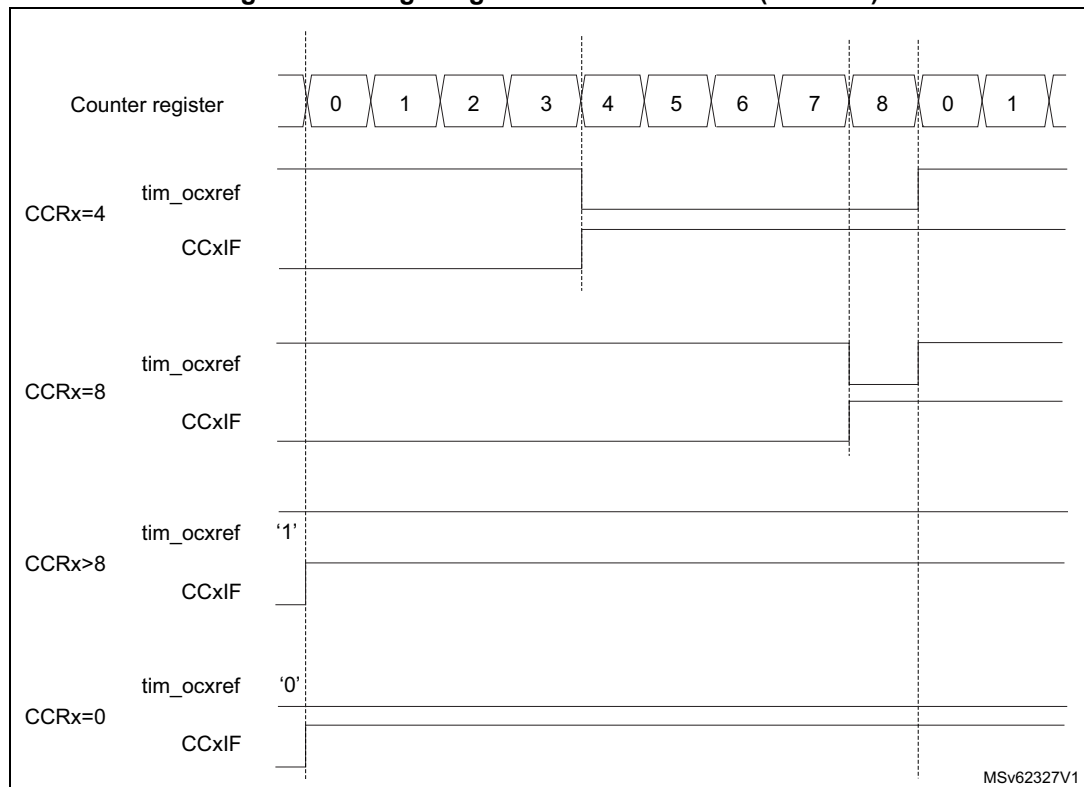 Counter register 0 1 2 3 4 5 6 7 8 0 1
tim_ocxref
CCRx=4
CCxIF
tim_ocxref
CCRx=8
CCxIF
tim_ocxref '1'
CCRx>8
CCxIF
tim_ocxref '0'
CCRx=0
CCxIF
MSv62327V1